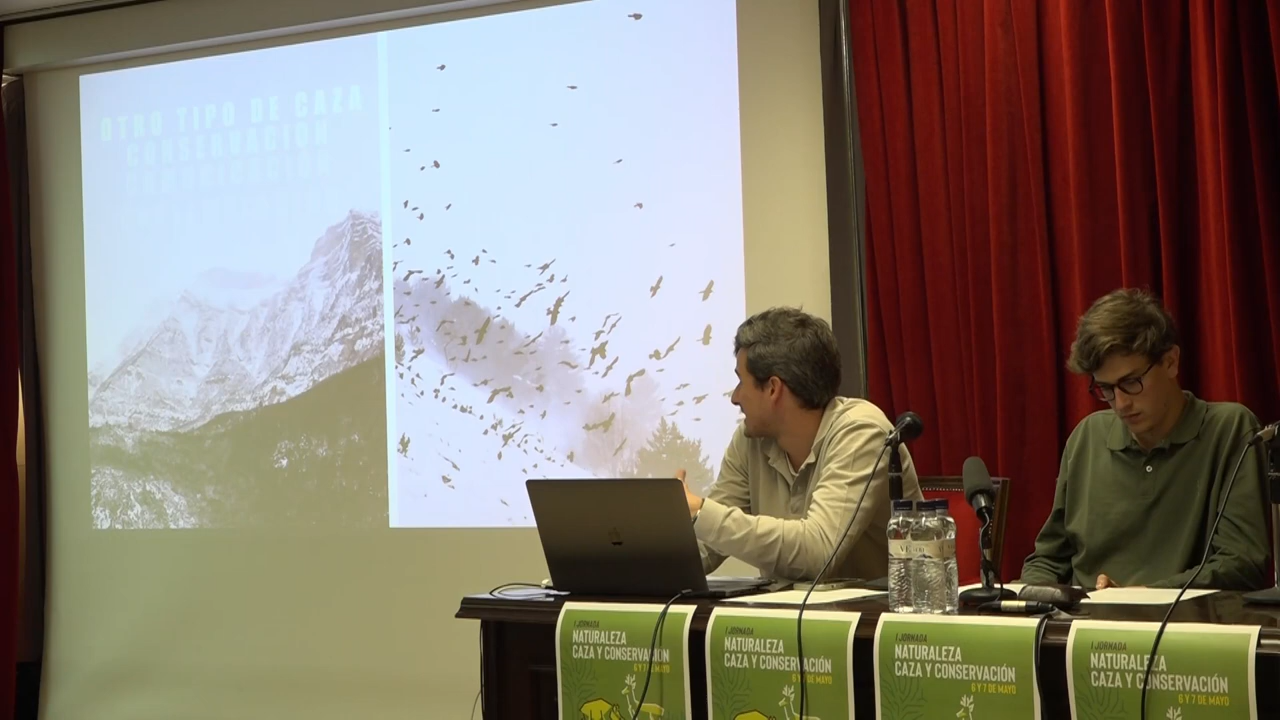 OTRO TIPO DE CAZA
CONSERVACIÓN
I JORNADA
NATURALEZA
CAZA Y CONSERVACIÓN
6 Y 7 DE MAYO
I JORNADA
NATURALEZA
CAZA Y CONSERVACIÓN
6 Y 7 DE MAYO
I JORNADA
NATURALEZA
CAZA Y CONSERVACIÓN
6 Y 7 DE MAYO
I JORNADA
NATURALEZA
CAZA Y CONSERVACIÓN
6 Y 7 DE MAYO